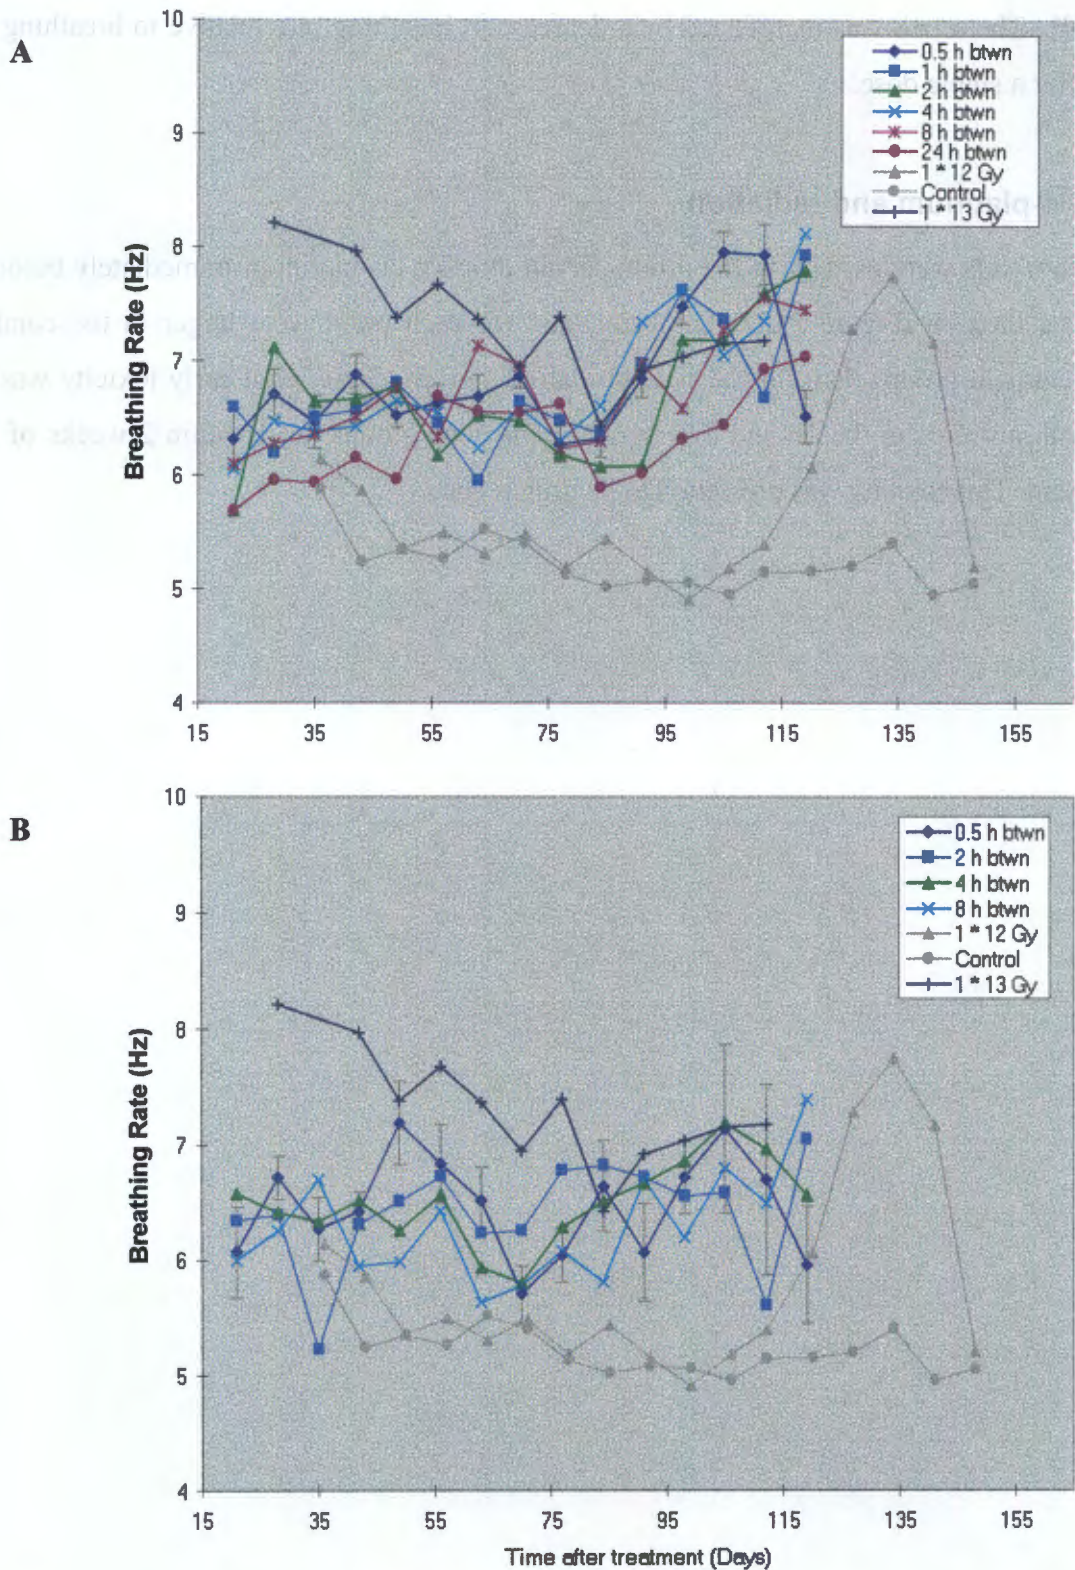 A
10
9
8
7
6
5
4
Breathing Rate (Hz)
0.5 h btwn
1 h btwn
2 h btwn
4 h btwn
8 h btwn
24 h btwn
1 * 12 Gy
Control
1 * 13 Gy
15 35 55 75 95 115 135 155
B
10
9
8
7
6
5
4
Breathing Rate (Hz)
0.5 h btwn
2 h btwn
4 h btwn
8 h btwn
1 * 12 Gy
Control
1 * 13 Gy
15 35 55 75 95 115 135 155
Time after treatment (Days)